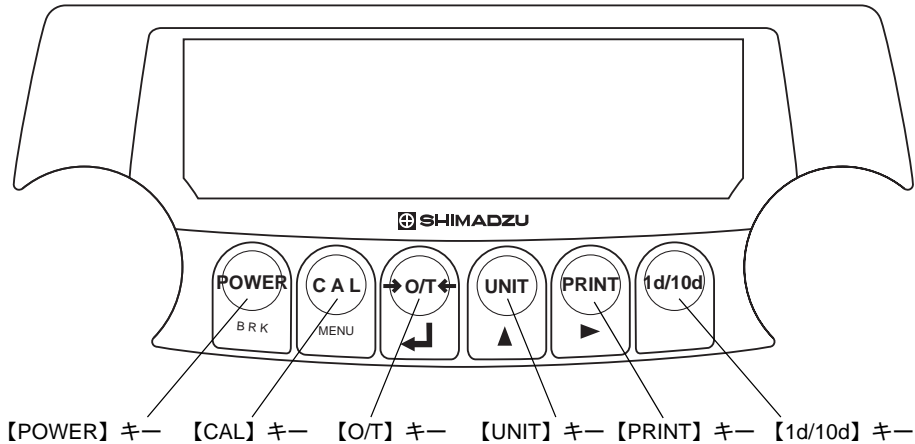 SHIMADZU
POWER CAL →O/T← UNIT PRINT 1d/10d
BRK MENU ↵ ▲ ►
【POWER】キー 【CAL】キー 【O/T】キー 【UNIT】キー 【PRINT】キー 【1d/10d】キー